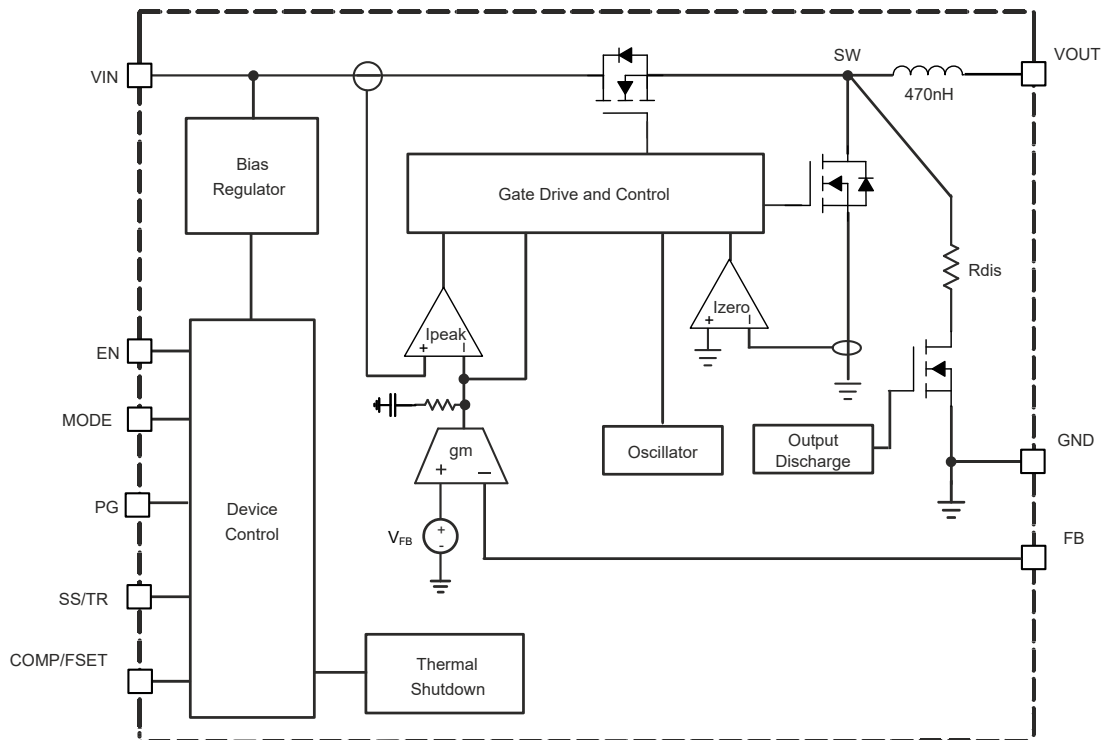 SW
VOUT
VIN
470nH
Bias
Regulator
Gate Drive and Control
Rdis
Izero
+
Ipeak
+
EN
MODE
gm
+ −
Oscillator
Output
Discharge
GND
PG
Device
Control
VFB
+
-
FB
SS/TR
COMP/FSET
Thermal
Shutdown